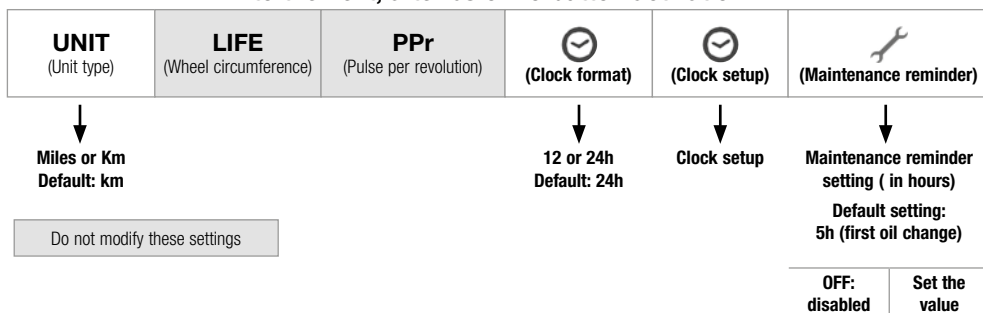 UNIT
(Unit type)
LIFE
(Wheel circumference)
PPr
(Pulse per revolution)
(Clock format)
(Clock setup)
(Maintenance reminder)
Miles or Km
Default: km
12 or 24h
Default: 24h
Clock setup
Maintenance reminder
setting ( in hours)
Default setting:
5h (first oil change)
Do not modify these settings
OFF:
disabled
Set the
value